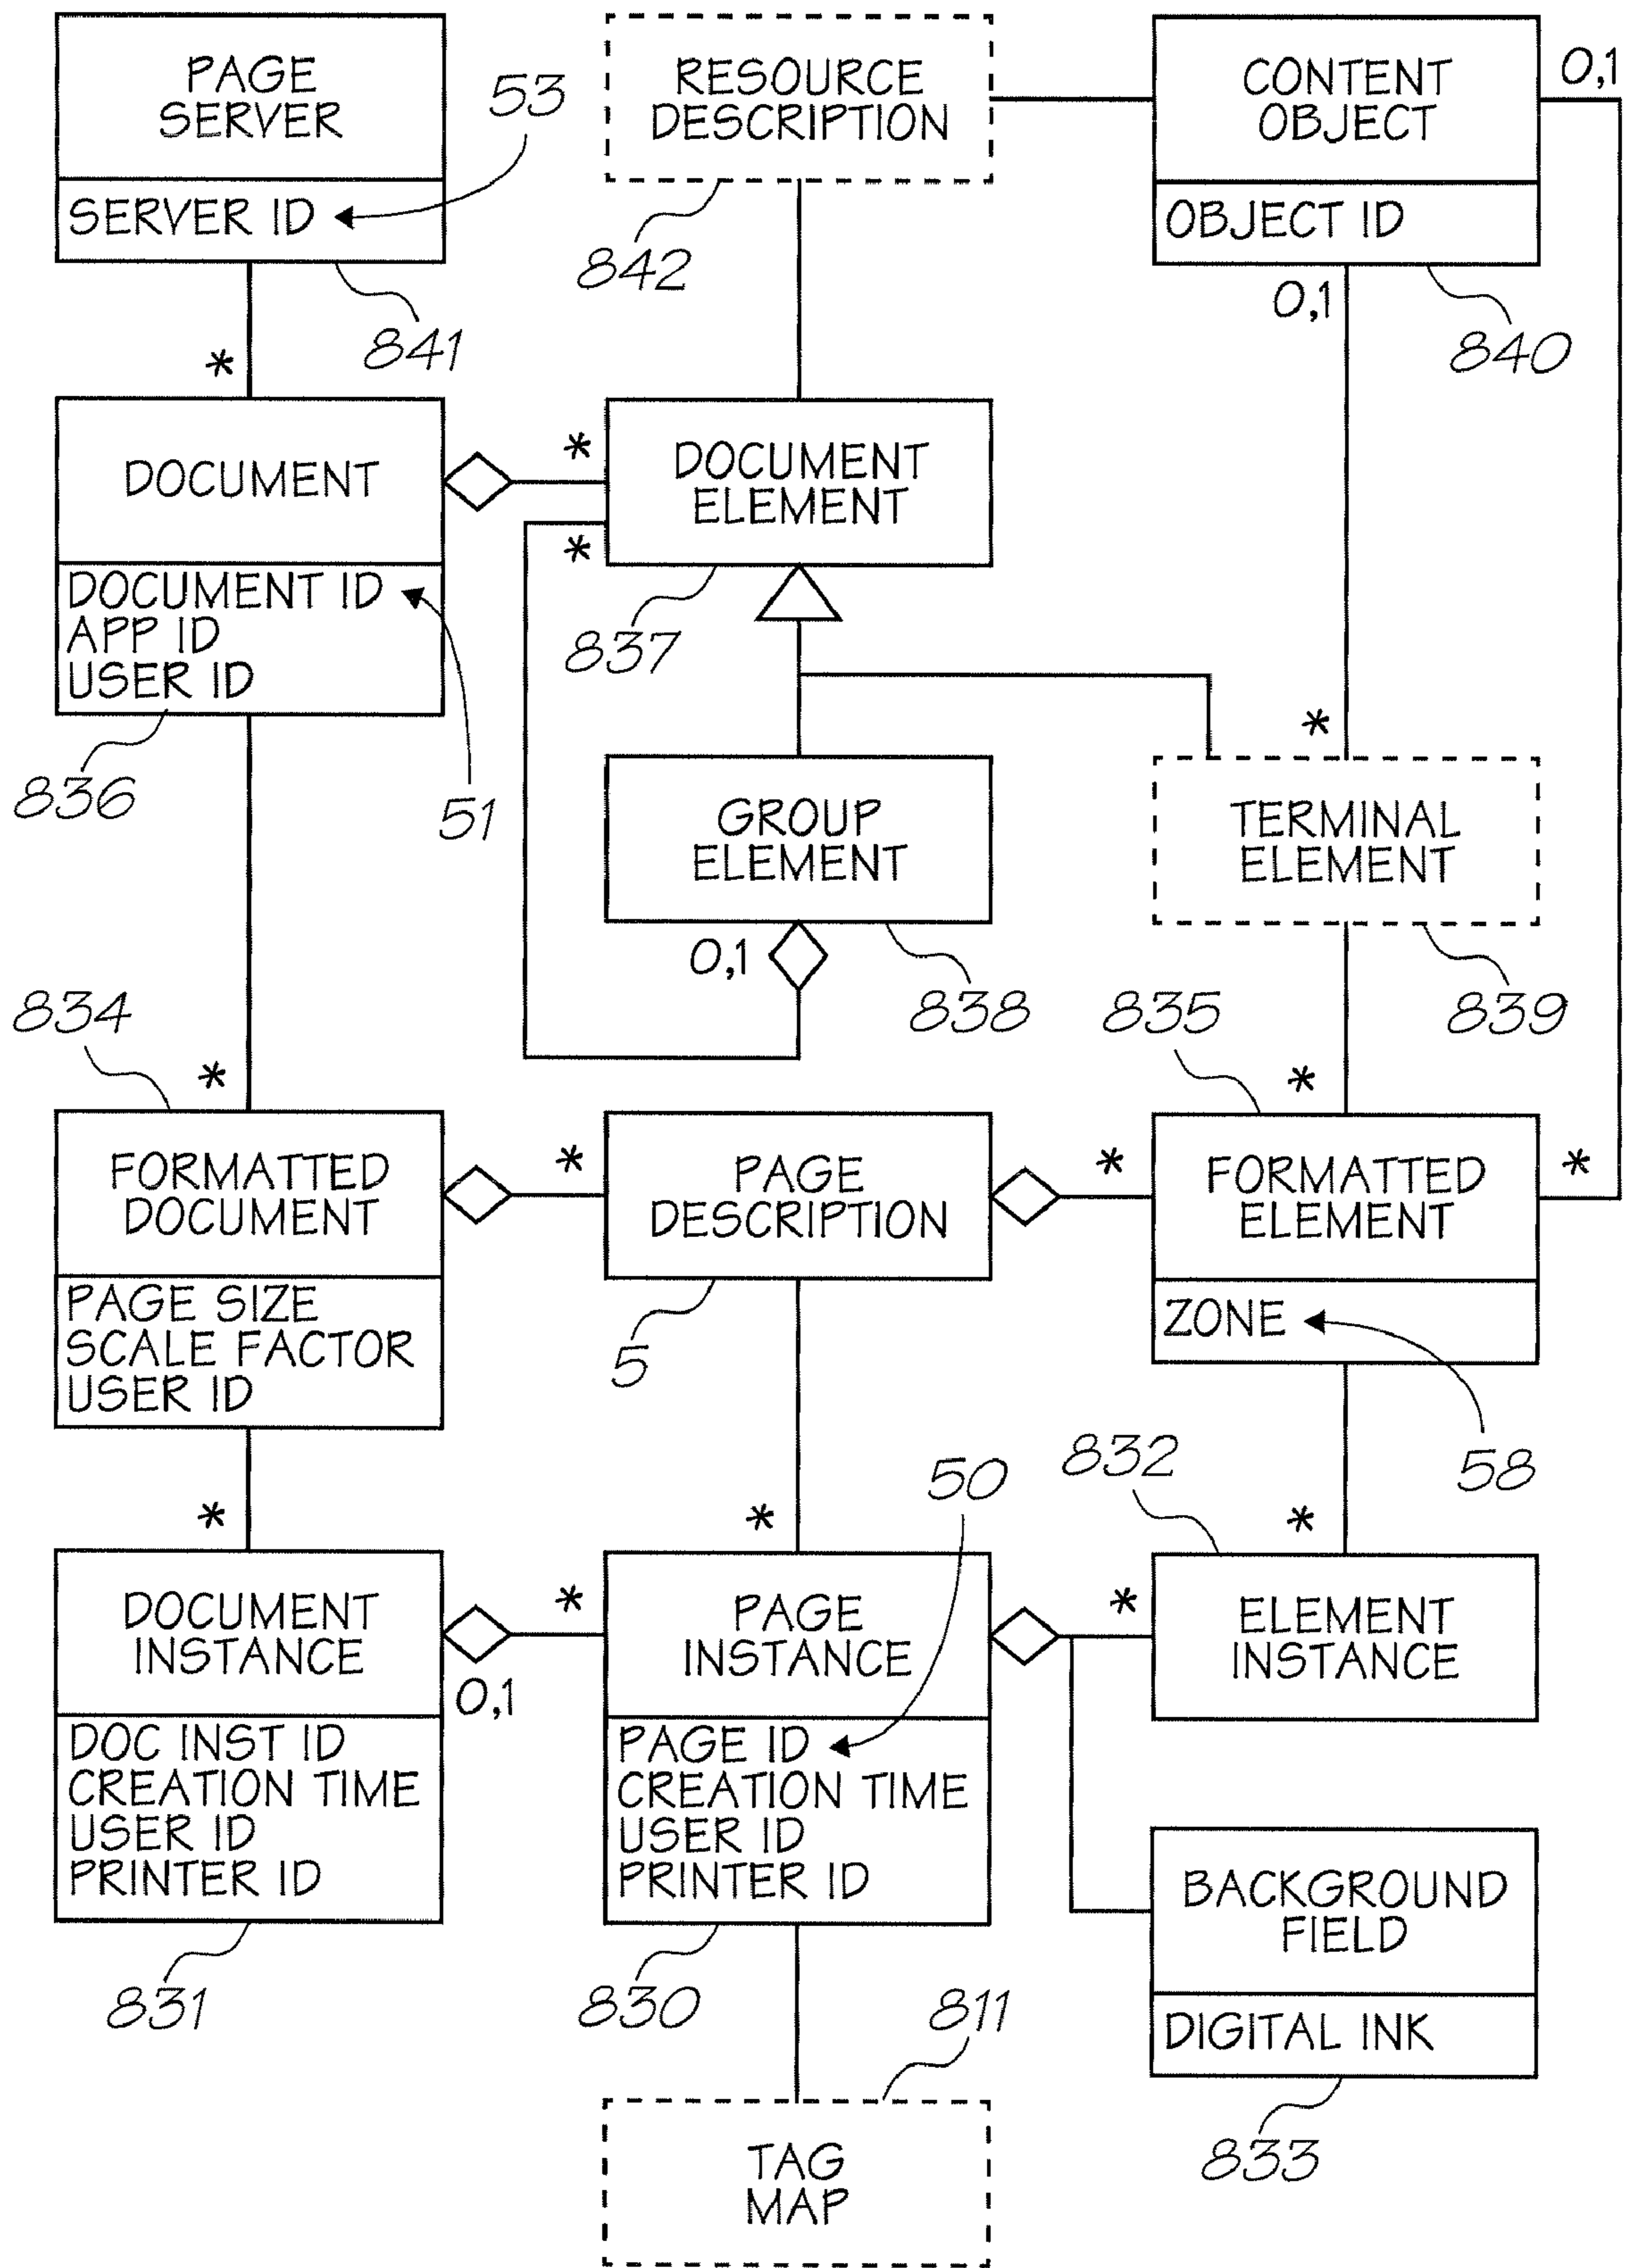 PAGE
SERVER
SERVER ID
53
841
RESOURCE
DESCRIPTION
842
CONTENT
OBJECT
OBJECT ID
0,1
0,1
840
*
DOCUMENT
DOCUMENT ID
APP ID
USER ID
836
51
*
*
DOCUMENT
ELEMENT
837
GROUP
ELEMENT
0,1
838
*
TERMINAL
ELEMENT
839
834
*
FORMATTED
DOCUMENT
PAGE SIZE
SCALE FACTOR
USER ID
*
PAGE
DESCRIPTION
5
835
*
*
FORMATTED
ELEMENT
*
ZONE
58
*
DOCUMENT
INSTANCE
0,1
DOC INST ID
CREATION TIME
USER ID
PRINTER ID
831
*
*
50
PAGE
INSTANCE
PAGE ID
CREATION TIME
USER ID
PRINTER ID
830
832
*
*
ELEMENT
INSTANCE
BACKGROUND
FIELD
DIGITAL INK
833
811
TAG
MAP